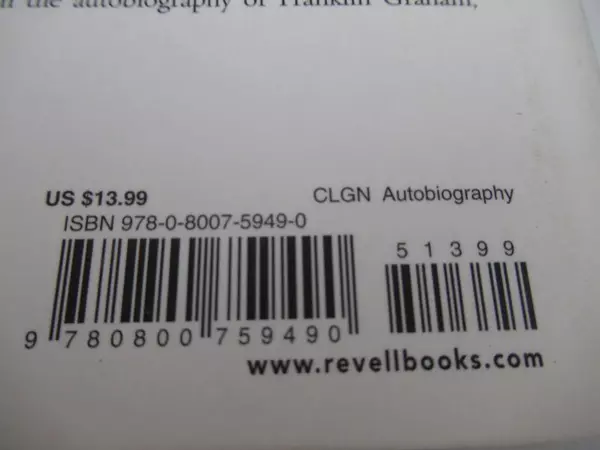 the autobiography of Franklin Graham,
US $13.99 CLGN Autobiography
ISBN 978-0-8007-5949-0
51399
9 780800 759490
www.revellbooks.com